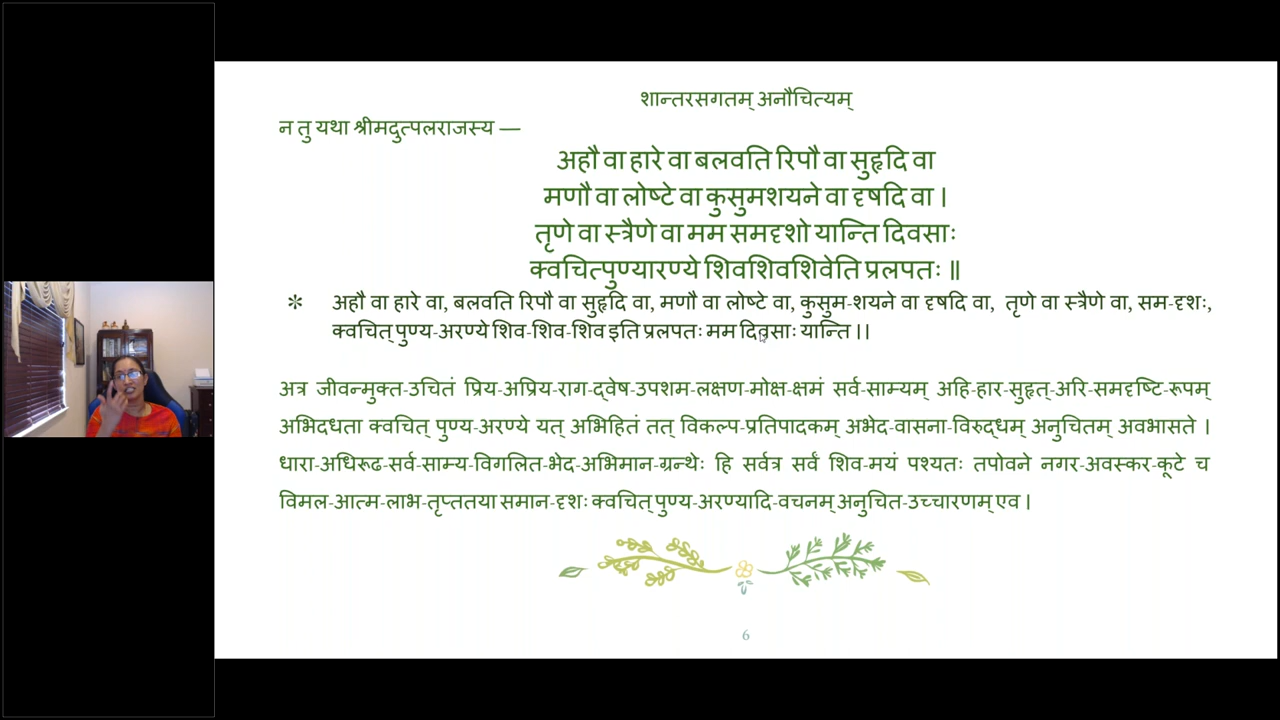 शान्तरसगतम् अनौचित्यम्
न तु यथा श्रीमदुत्पलराजस्य —
अहौ वा हारे वा बलवति रिपौ वा सुहृदि वा
मणौ वा लोष्टे वा कुसुमशयने वा दृषदि वा ।
तृणे वा स्त्रैणे वा मम समदृशो यान्ति दिवसाः
क्वचित्पुण्यारण्ये शिवशिवशिवेति प्रलपतः ॥
* अहौ वा हारे वा, बलवति रिपौ वा सुहृदि वा, मणौ वा लोष्टे वा, कुसुम-शयने वा दृषदि वा, तृणे वा स्त्रैणे वा, सम-दृशः,
क्वचित् पुण्य-अरण्ये शिव-शिव-शिव इति प्रलपतः मम दिवसाः यान्ति ।।
अत्र जीवन्मुक्त-उचितं प्रिय-अप्रिय-राग-द्वेष-उपशम-लक्षण-मोक्ष-क्षमं सर्व-साम्यम् अहि-हार-सुहृत्-अरि-समदृष्टि-रूपम्
अभिदधता क्वचित् पुण्य-अरण्ये यत् अभिहितं तत् विकल्प-प्रतिपादकम् अभेद-वासना-विरुद्धम् अनुचितम् अवभासते ।
धारा-अधिरूढ-सर्व-साम्य-विगलित-भेद-अभिमान-ग्रन्थेः हि सर्वत्र सर्वं शिव-मयं पश्यतः तपोवने नगर-अवस्कर-कूटे च
विमल-आत्म-लाभ-तृप्ततया समान-दृशः क्वचित् पुण्य-अरण्यादि-वचनम् अनुचित-उच्चारणम् एव ।
6